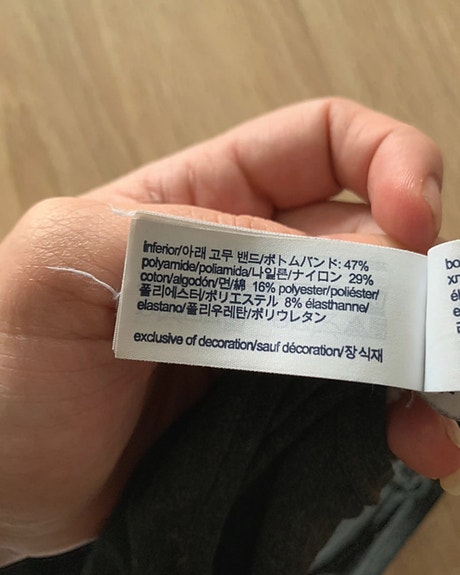 inferior/아래 고무 밴드/ボトムバンド: 47%
polyamide/poliamida/나일론/ナイロン 29%
coton/algodón/면/綿 16% polyester/poliéster/
폴리에스터/ポリエステル 8% élasthanne/
elastano/폴리우레탄/ポリウレタン
exclusive of decoration/sauf décoration/장식재